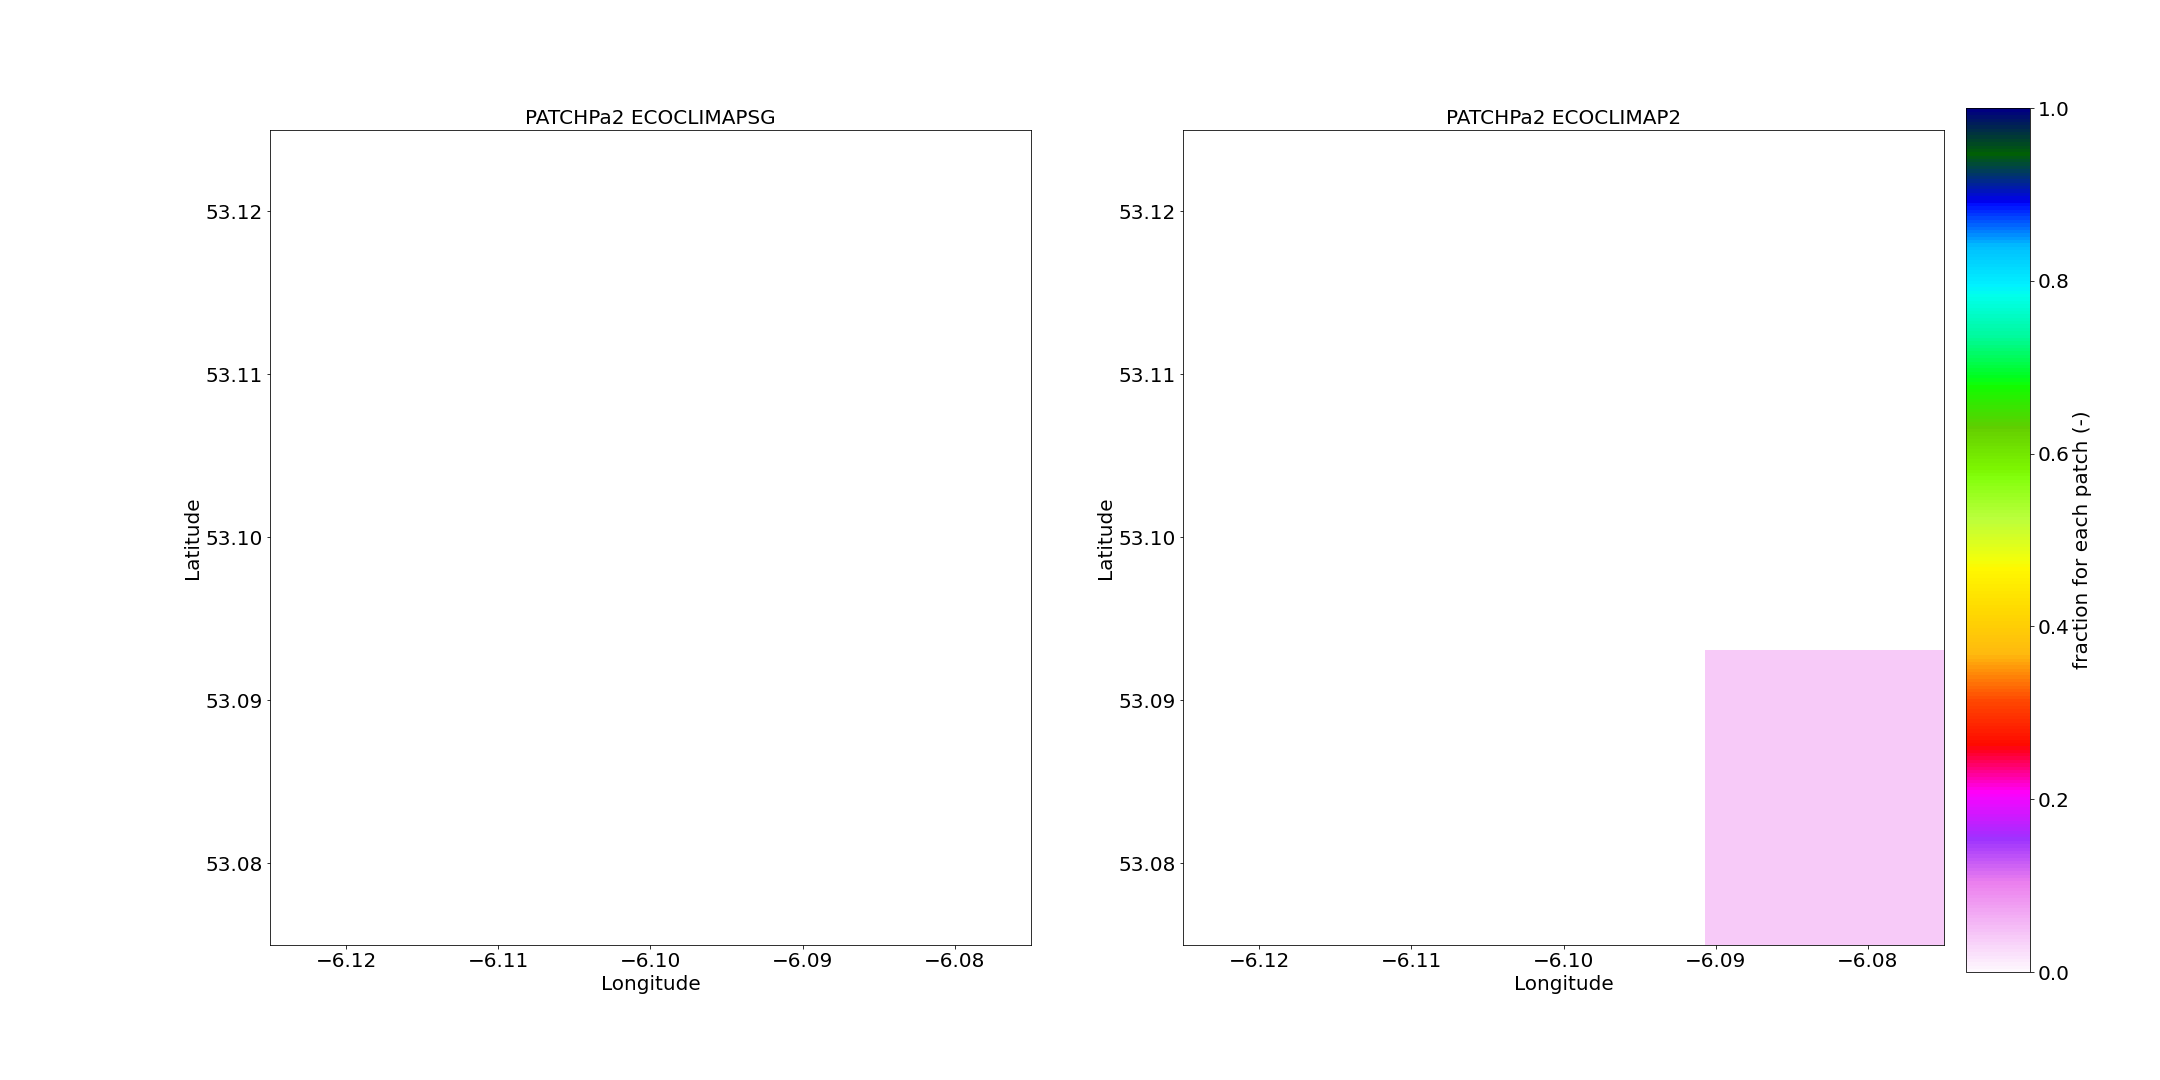 PATCHPa2 ECOCLIMAPSG
53.12
53.11
53.10
53.09
53.08
Latitude
−6.12 −6.11 −6.10 −6.09 −6.08
Longitude
PATCHPa2 ECOCLIMAP2
53.12
53.11
53.10
53.09
53.08
Latitude
−6.12 −6.11 −6.10 −6.09 −6.08
Longitude
1.0
0.8
0.6
0.4
0.2
0.0
fraction for each patch (-)